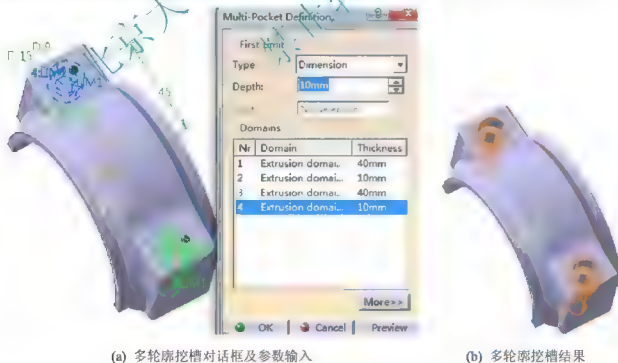 Multi-Pocket Definition
First Limit
Type Dimension
Depth: 10mm
Domains
Nr Domain Thickness
1 Extrusion domai... 40mm
2 Extrusion domai... 10mm
3 Extrusion domai... 40mm
4 Extrusion domai... 10mm
More>>
OK Cancel Preview
45
(a) 多轮廓挖槽对话框及参数输入
(b) 多轮廓挖槽结果